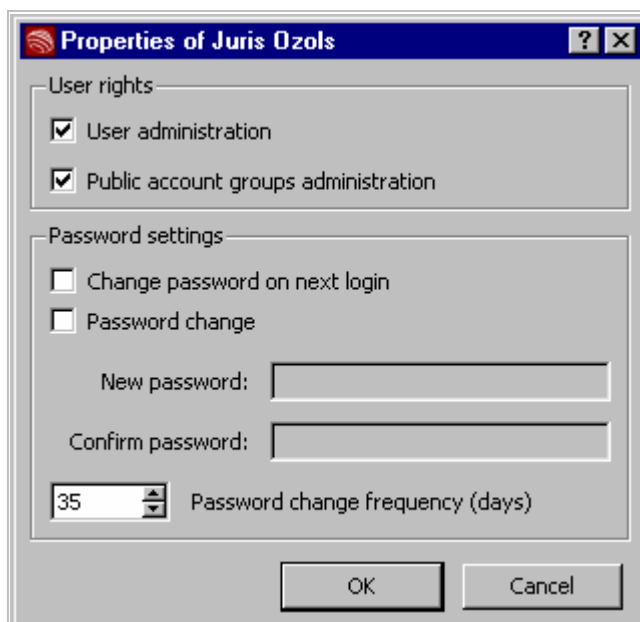 Properties of Juris Ozols
User rights
User administration
Public account groups administration
Password settings
Change password on next login
Password change
New password:
Confirm password:
35 Password change frequency (days)
OK Cancel